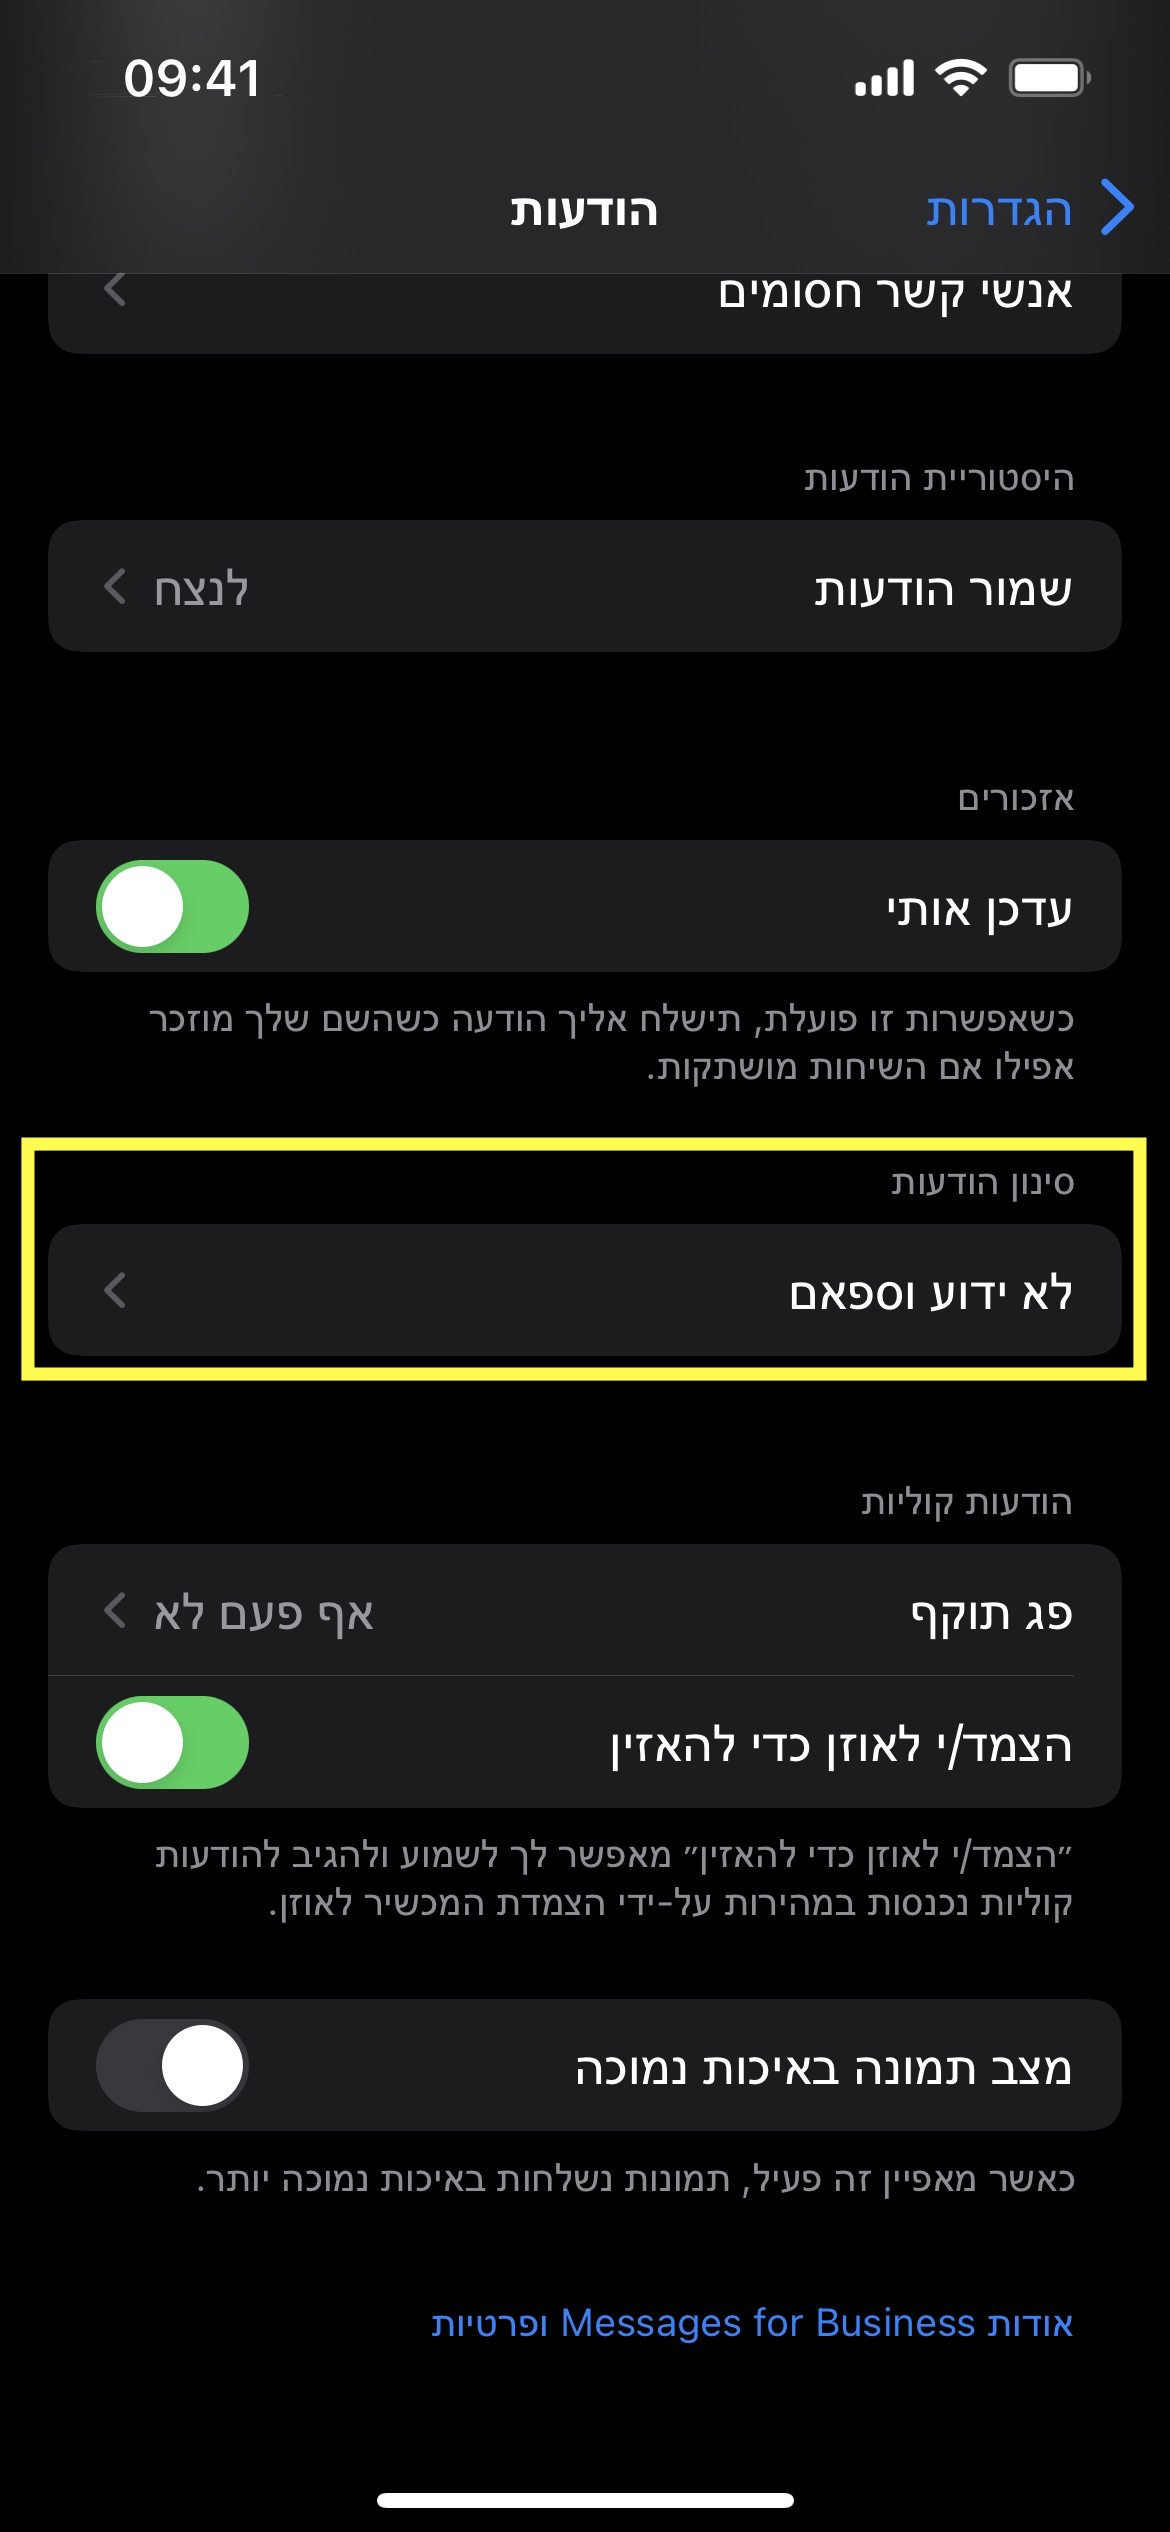 09:41
הגדרות
הודעות
אנשי קשר חסומים
היסטוריית הודעות
שמור הודעות
לנצח
אזכורים
עדכן אותי
כשאפשרות זו פועלת, תישלח אליך הודעה כשהשם שלך מוזכר
אפילו אם השיחות מושתקות.
סינון הודעות
לא ידוע וספאם
הודעות קוליות
פג תוקף
אף פעם לא
הצמד/י לאוזן כדי להאזין
״הצמד/י לאוזן כדי להאזין״ מאפשר לך לשמוע ולהגיב להודעות
קוליות נכנסות במהירות על-ידי הצמדת המכשיר לאוזן.
מצב תמונה באיכות נמוכה
כאשר מאפיין זה פעיל, תמונות נשלחות באיכות נמוכה יותר.
אודות Messages for Business ופרטיות